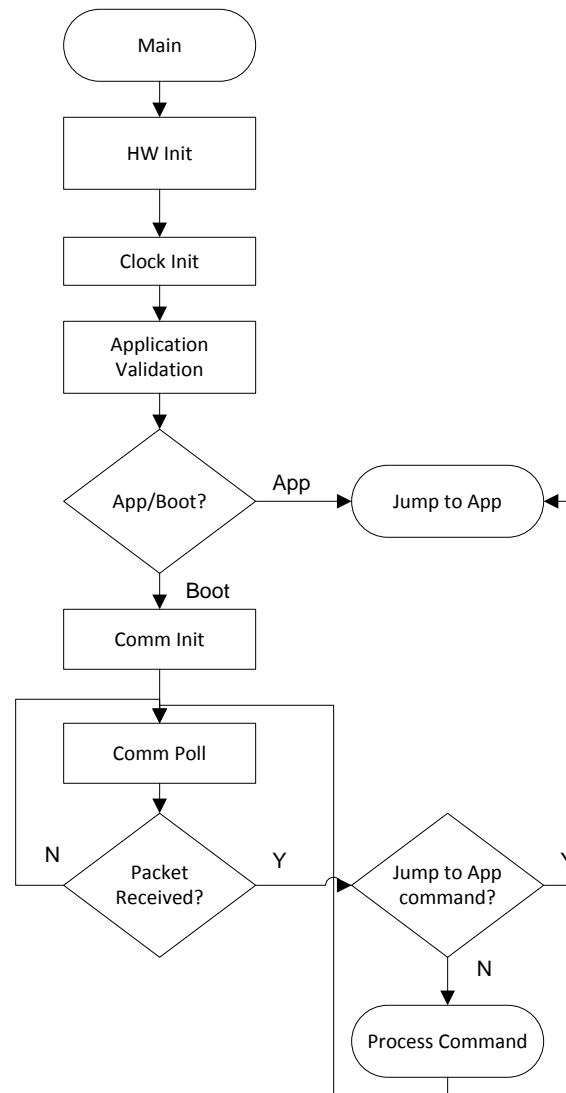 Main
HW Init
Clock Init
Application
Validation
App/Boot?
App
Jump to App
Boot
Comm Init
Comm Poll
N
Packet
Received?
Y
Jump to App
command?
Y
N
Process Command